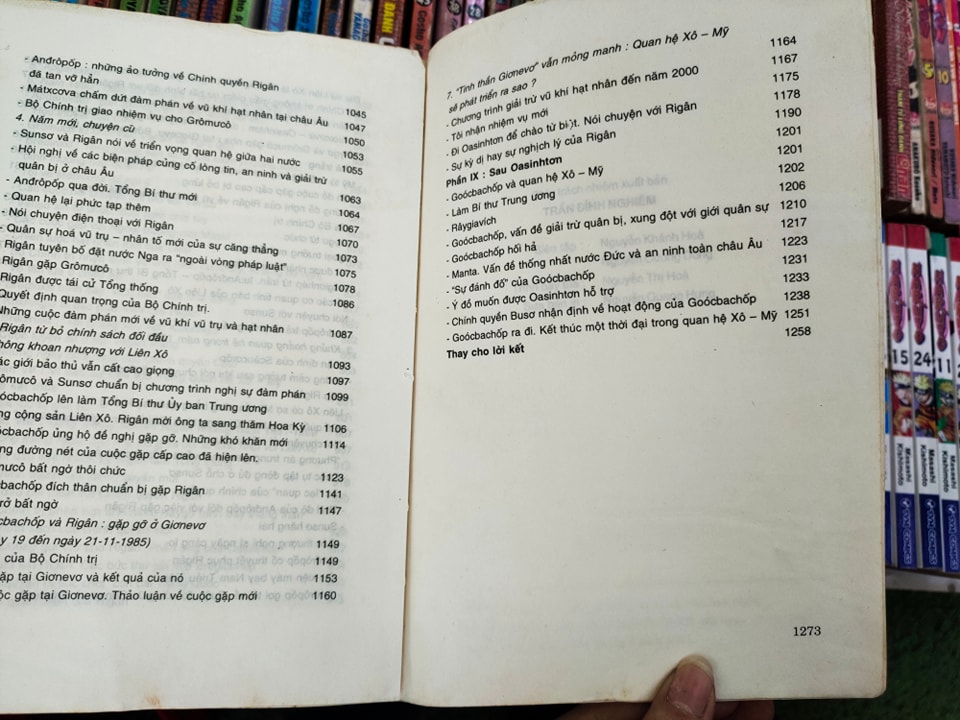 - Anđrôpốp : những ảo tưởng về Chính quyền Rigân
đã tan vỡ hẳn 1045
- Mátxcova chấm dứt đàm phán về vũ khí hạt nhân tại châu Âu 1047
- Bộ Chính trị giao nhiệm vụ cho Grômucô 1050
4. Năm mới, chuyện cũ 1053
- Sunsơ và Rigân nói về triển vọng quan hệ giữa hai nước 1055
- Hội nghị về các biện pháp củng cố lòng tin, an ninh và giải trừ
quân bị ở châu Âu 1063
- Anđrôpốp qua đời. Tổng Bí thư mới 1064
- Quan hệ lại phức tạp thêm 1067
- Nói chuyện điện thoại với Rigân 1070
- Quân sự hoá vũ trụ – nhân tố mới của sự căng thẳng 1073
- Rigân tuyên bố đặt nước Nga ra "ngoài vòng pháp luật" 1075
Rigân gặp Grômucô 1078
Rigân được tái cử Tổng thống 1086
Quyết định quan trọng của Bộ Chính trị.
Những cuộc đàm phán mới về vũ khí vũ trụ và hạt nhân 1087
Rigân từ bỏ chính sách đối đầu
không khoan nhượng với Liên Xô 1093
ác giới bảo thủ vẫn cất cao giọng 1097
ômucô và Sunsơ chuẩn bị chương trình nghị sự đàm phán 1099
oócbachốp lên làm Tổng Bí thư Ủy ban Trung ương
ng cộng sản Liên Xô. Rigân mời ông ta sang thăm Hoa Kỳ 1106
ócbachốp ủng hộ đề nghị gặp gỡ. Những khó khăn mới 1114
ng đường nét của cuộc gặp cấp cao đã hiện lên.
mucô bất ngờ thôi chức 1123
cbachốp đích thân chuẩn bị gặp Rigân 1141
trở bất ngờ 1147
cbachốp và Rigân : gặp gỡ ở Giơnevơ
y 19 đến ngày 21-11-1985) 1149
của Bộ Chính trị 1149
gặp tại Giơnevơ và kết quả của nó 1153
ộc gặp tại Giơnevơ. Thảo luận về cuộc gặp mới 1160
7. "Tinh thần Giơnevơ" vẫn mỏng manh : Quan hệ Xô – Mỹ
sẽ phát triển ra sao ? 1164
- Chương trình giải trừ vũ khí hạt nhân đến năm 2000 1167
- Tôi nhận nhiệm vụ mới 1175
- Đi Oasinhton để chào từ biệt. Nói chuyện với Rigân 1178
- Sự kỳ dị hay sự nghịch lý của Rigân 1190
Phần IX : Sau Oasinhton 1201
- Goócbachốp và quan hệ Xô – Mỹ 1201
- Làm Bí thư Trung ương 1202
- Râygiavích 1206
- Goócbachốp, vấn đề giải trừ quân bị, xung đột với giới quân sự 1210
- Goócbachốp hối hả 1217
- Manta. Vấn đề thống nhất nước Đức và an ninh toàn châu Âu 1223
- "Sự đánh đố" của Goócbachốp 1231
- Ý đồ muốn được Oasinhton hỗ trợ 1233
- Chính quyền Busơ nhận định về hoạt động của Goócbachốp 1238
- Goócbachốp ra đi. Kết thúc một thời đại trong quan hệ Xô – Mỹ 1251
Thay cho lời kết 1258
1273
10
15
24
11
Masashi Kishimoto
Masashi Kishimoto
Masashi Kishimoto